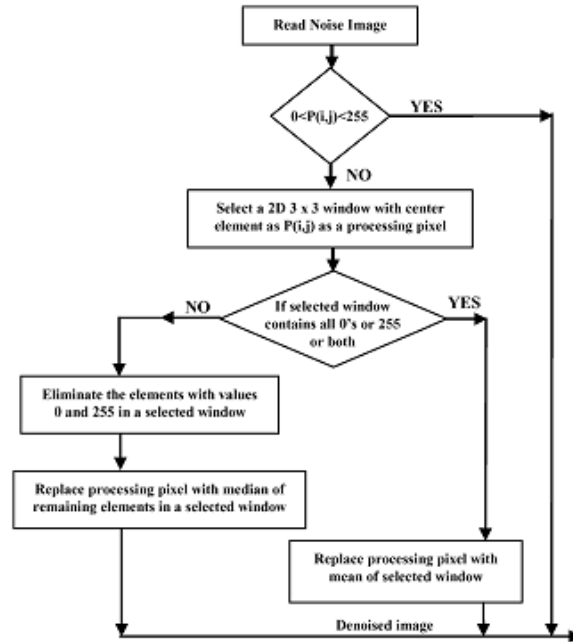 Read Noise Image
0<P(i,j)<255
YES
NO
Select a 2D 3 x 3 window with center
element as P(i,j) as a processing pixel
NO
If selected window
contains all 0's or 255
or both
YES
Eliminate the elements with values
0 and 255 in a selected window
Replace processing pixel with median of
remaining elements in a selected window
Replace processing pixel with
mean of selected window
Denoised image